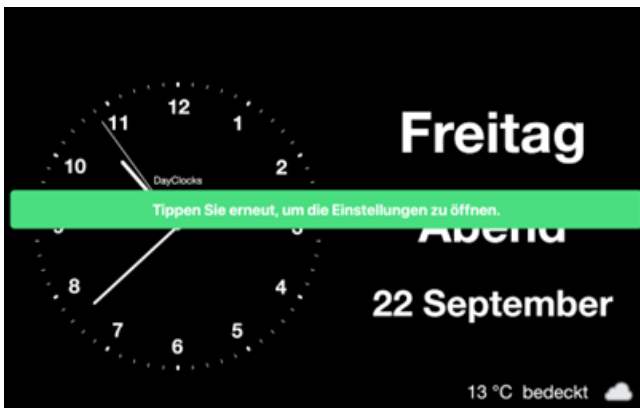 12
11
1
10
2
DayClocks
Tippen Sie erneut, um die Einstellungen zu öffnen.
8
4
7
5
6
Freitag
Abend
22 September
13 °C bedeckt